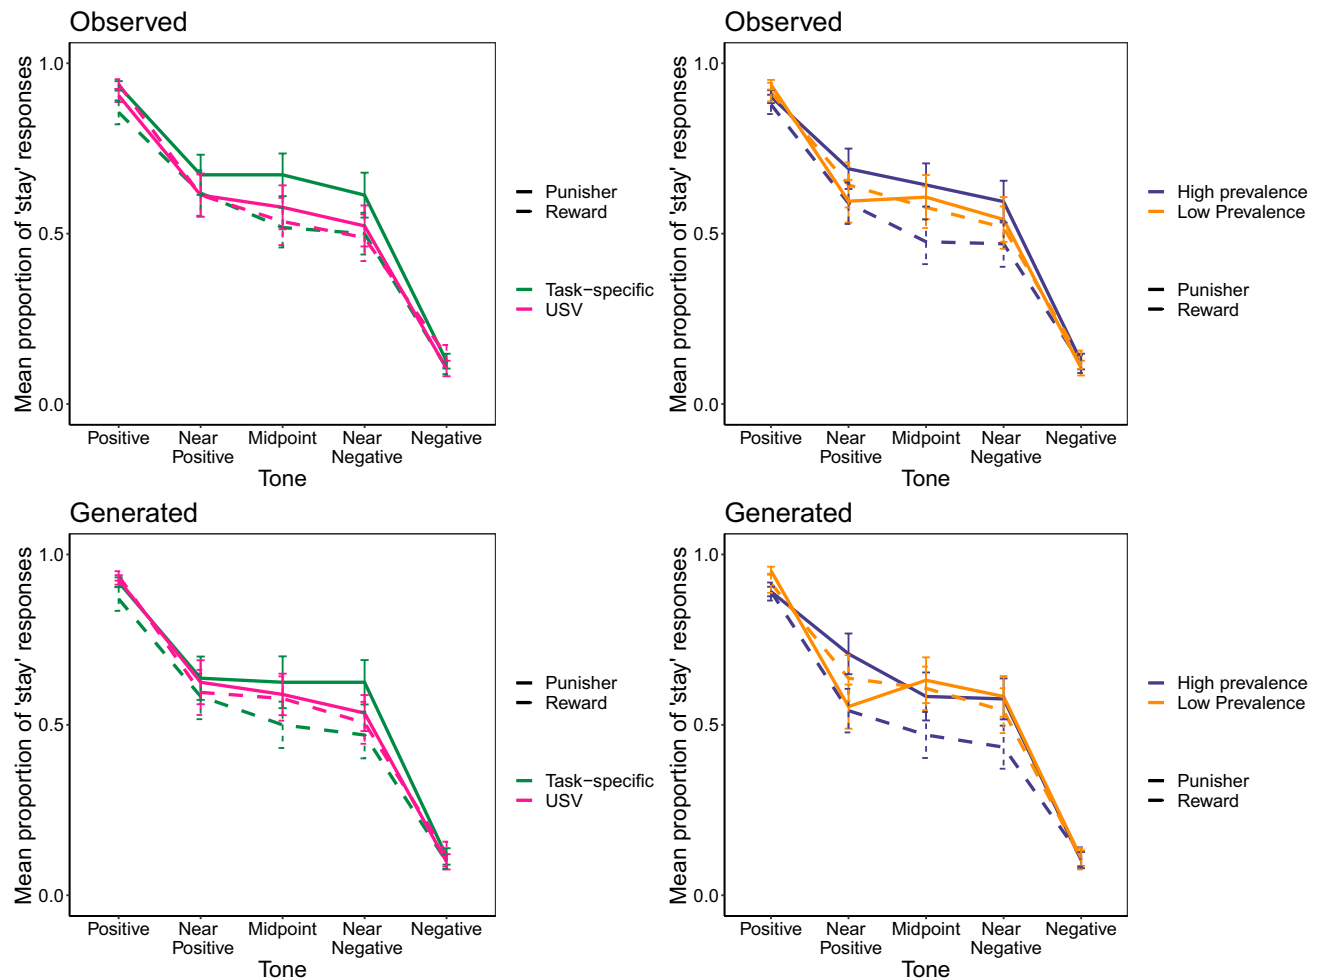 Observed
Mean proportion of 'stay' responses
1.0
0.5
0.0
Positive
Near
Positive
Midpoint
Near
Negative
Negative
Tone
Punisher
Reward
Task−specific
USV
Observed
Mean proportion of 'stay' responses
1.0
0.5
0.0
Positive
Near
Positive
Midpoint
Near
Negative
Negative
Tone
High prevalence
Low Prevalence
Punisher
Reward
Generated
Mean proportion of 'stay' responses
1.0
0.5
0.0
Positive
Near
Positive
Midpoint
Near
Negative
Negative
Tone
Punisher
Reward
Task−specific
USV
Generated
Mean proportion of 'stay' responses
1.0
0.5
0.0
Positive
Near
Positive
Midpoint
Near
Negative
Negative
Tone
High prevalence
Low Prevalence
Punisher
Reward